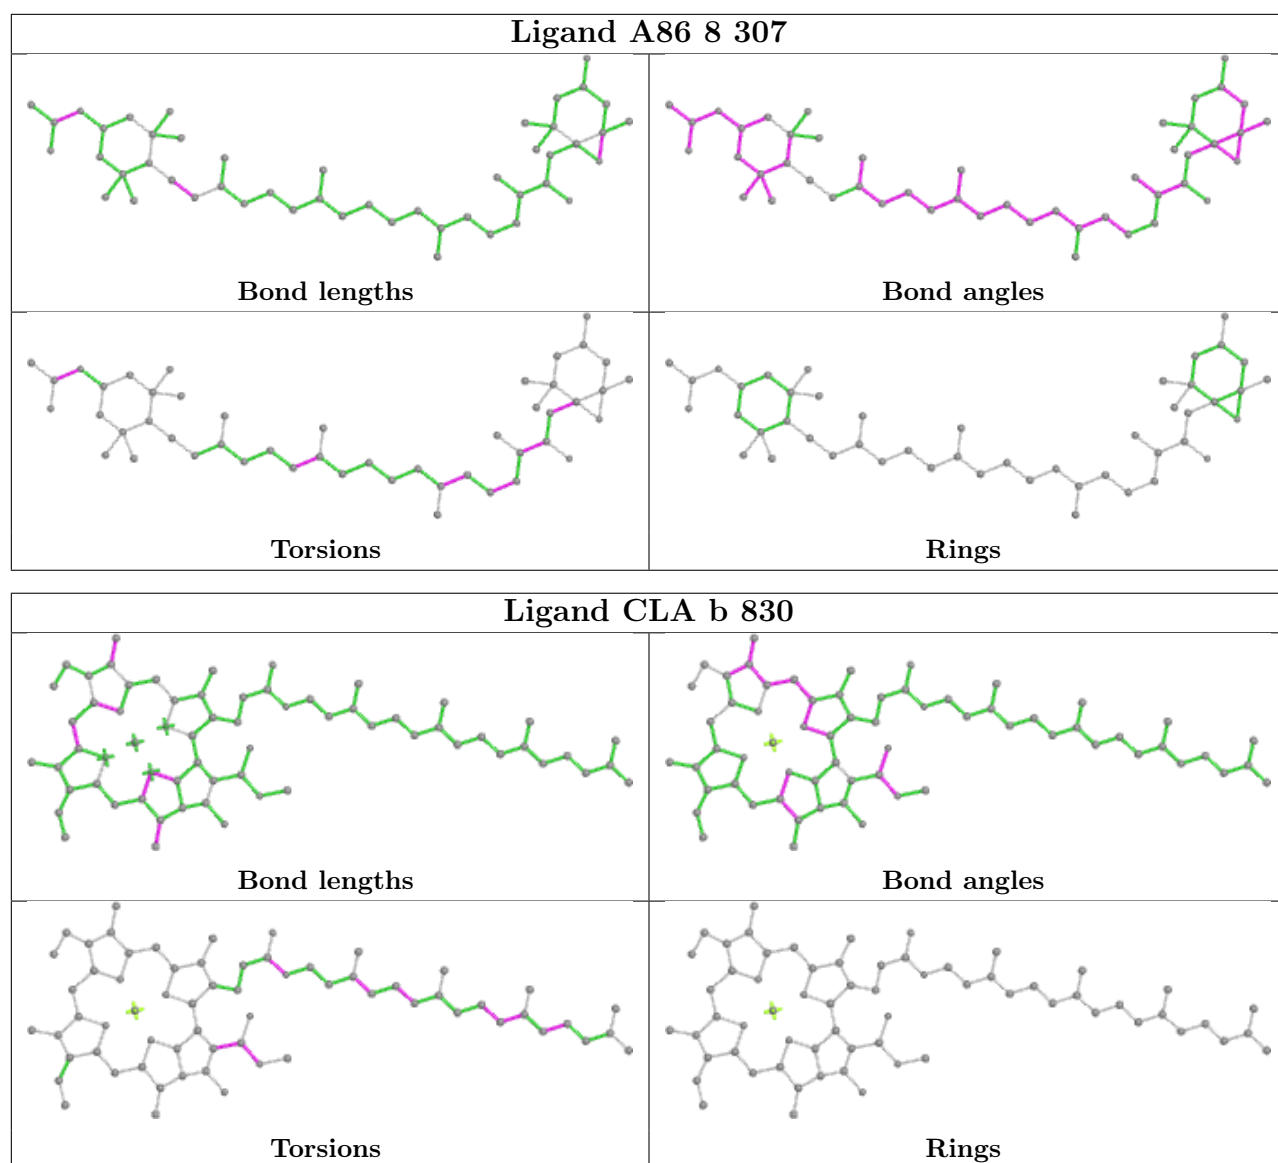 Ligand A86 8 307
Bond lengths
Bond angles
Torsions
Rings
Ligand CLA b 830
Bond lengths
Bond angles
Torsions
Rings